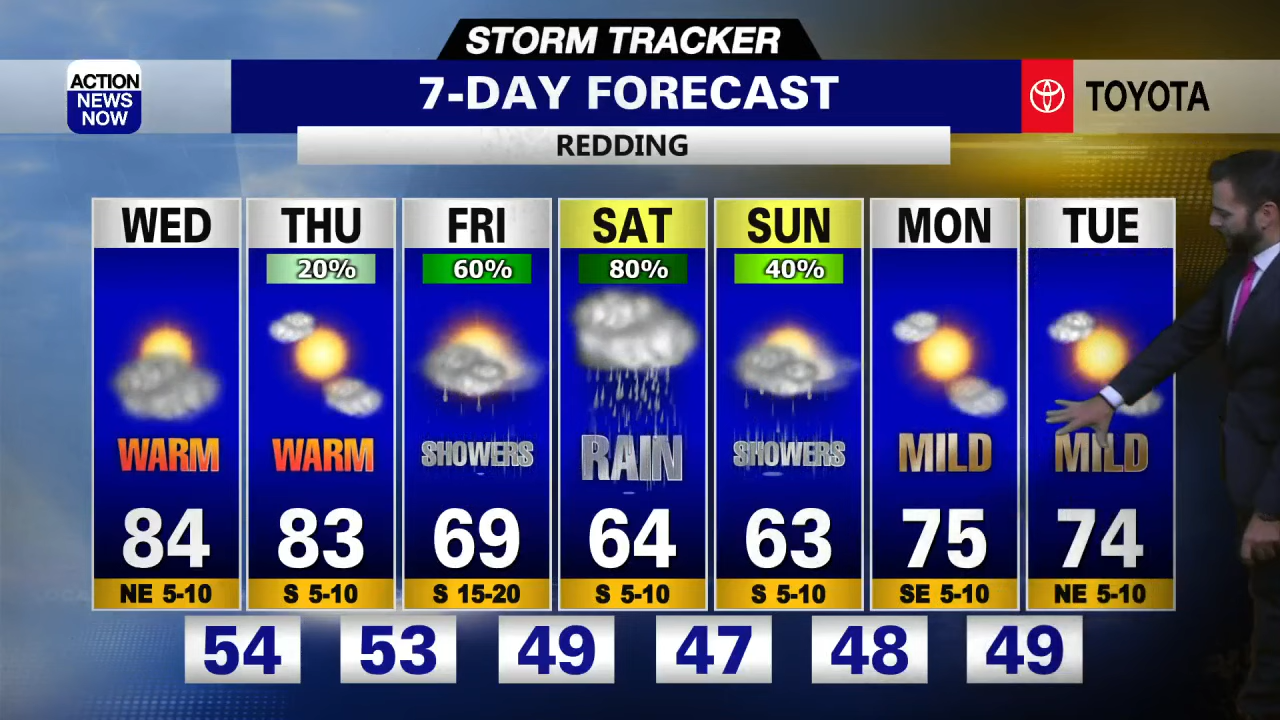 STORM TRACKER
ACTION
NEWS
NOW
7-DAY FORECAST
TOYOTA
REDDING
WED THU FRI SAT SUN MON TUE
20% 60% 80% 40%
WARM WARM SHOWERS RAIN SHOWERS MILD MILD
84 83 69 64 63 75 74
NE 5-10 S 5-10 S 15-20 S 5-10 S 5-10 SE 5-10 NE 5-10
54 53 49 47 48 49